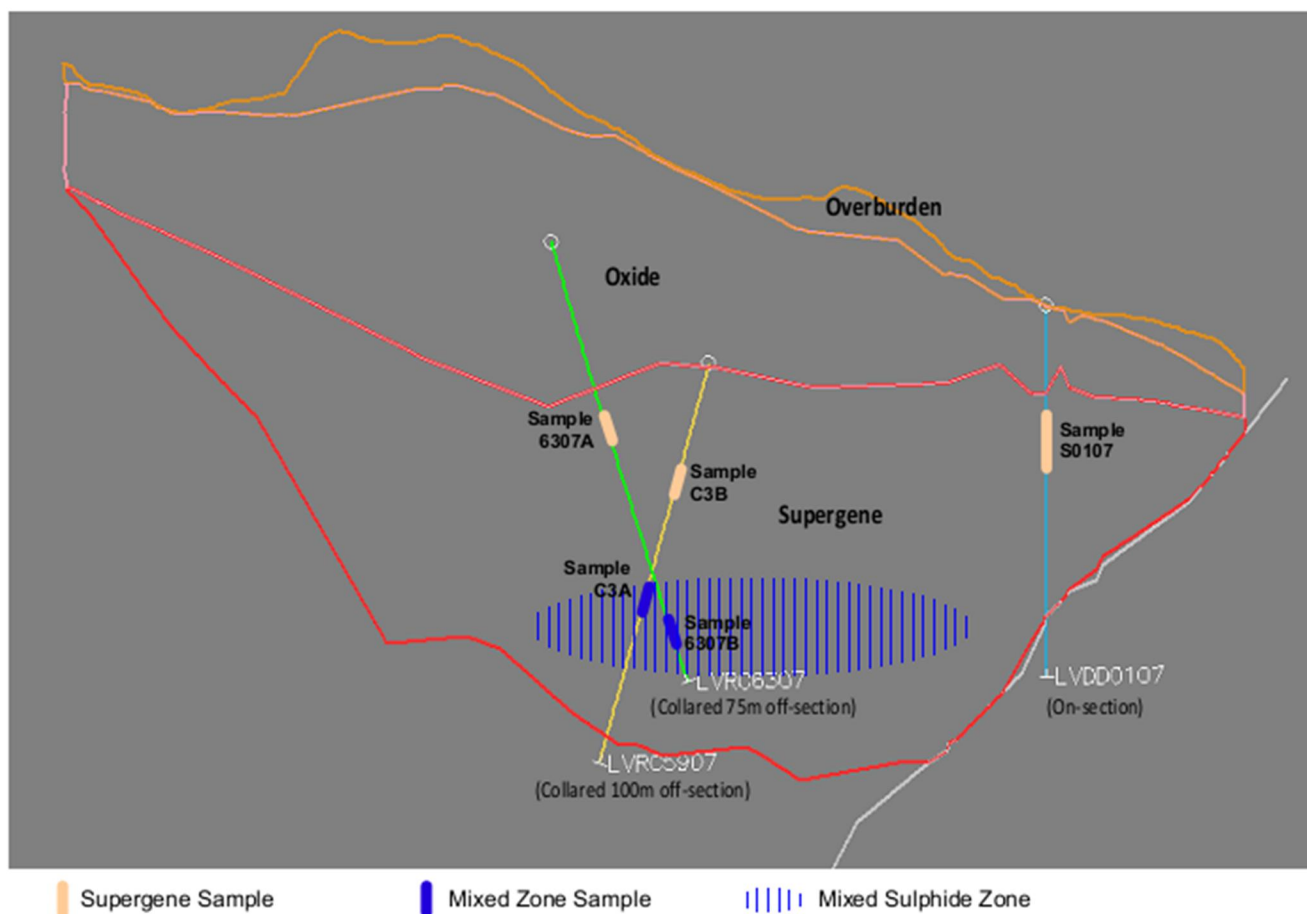 Overburden
Oxide
Sample
6307A
Sample
C3B
Sample
S0107
Supergene
Sample
C3A
Sample
6307B
LVRC6307
(Collared 75m off-section)
LVDD0107
(On-section)
LVRC5907
(Collared 100m off-section)
Supergene Sample
Mixed Zone Sample
Mixed Sulphide Zone